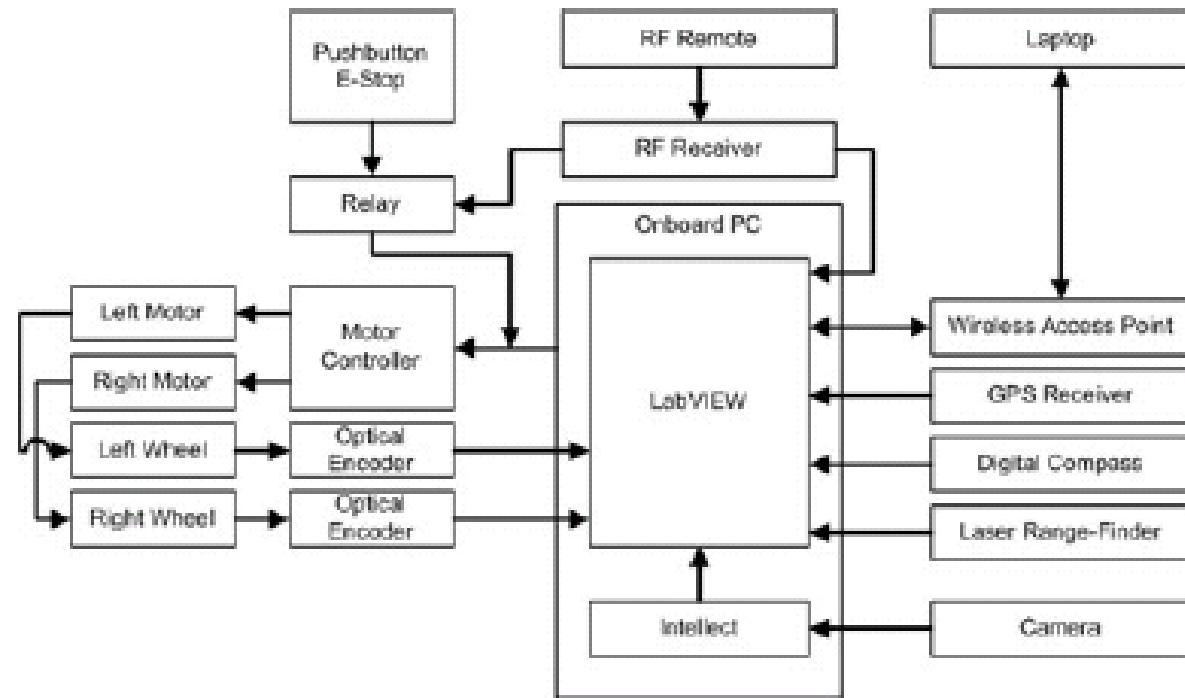 Pushbutton
E-Stop
RF Remote
Laptop
RF Receiver
Relay
Onboard PC
Left Motor
Motor
Controller
Wireless Access Point
Right Motor
LabVIEW
GPS Receiver
Left Wheel
Optical
Encoder
Digital Compass
Right Wheel
Optical
Encoder
Laser Range-Finder
Intellect
Camera